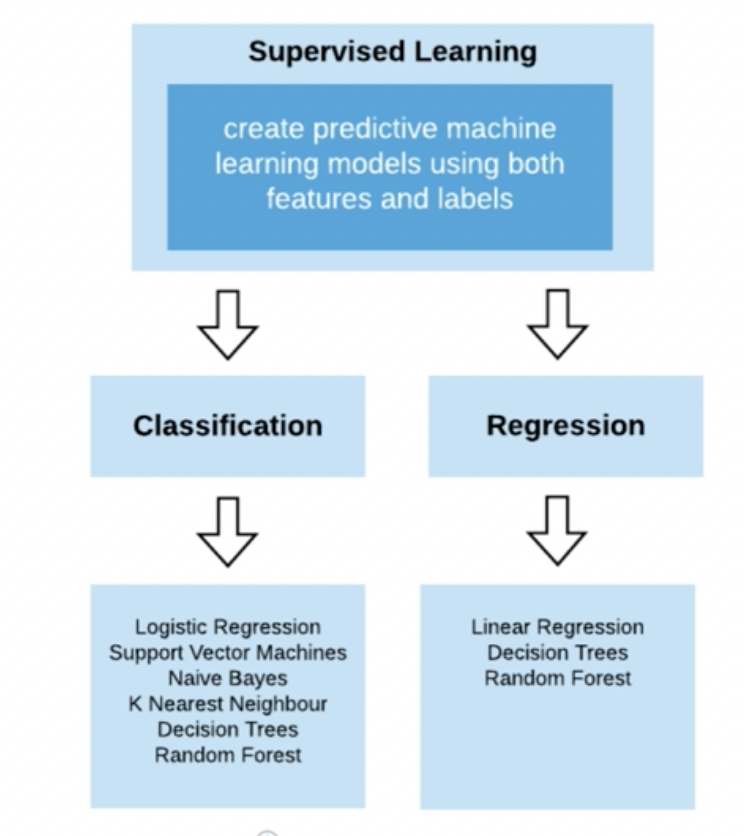 Supervised Learning
create predictive machine
learning models using both
features and labels
Classification
Regression
Logistic Regression
Support Vector Machines
Naive Bayes
K Nearest Neighbour
Decision Trees
Random Forest
Linear Regression
Decision Trees
Random Forest